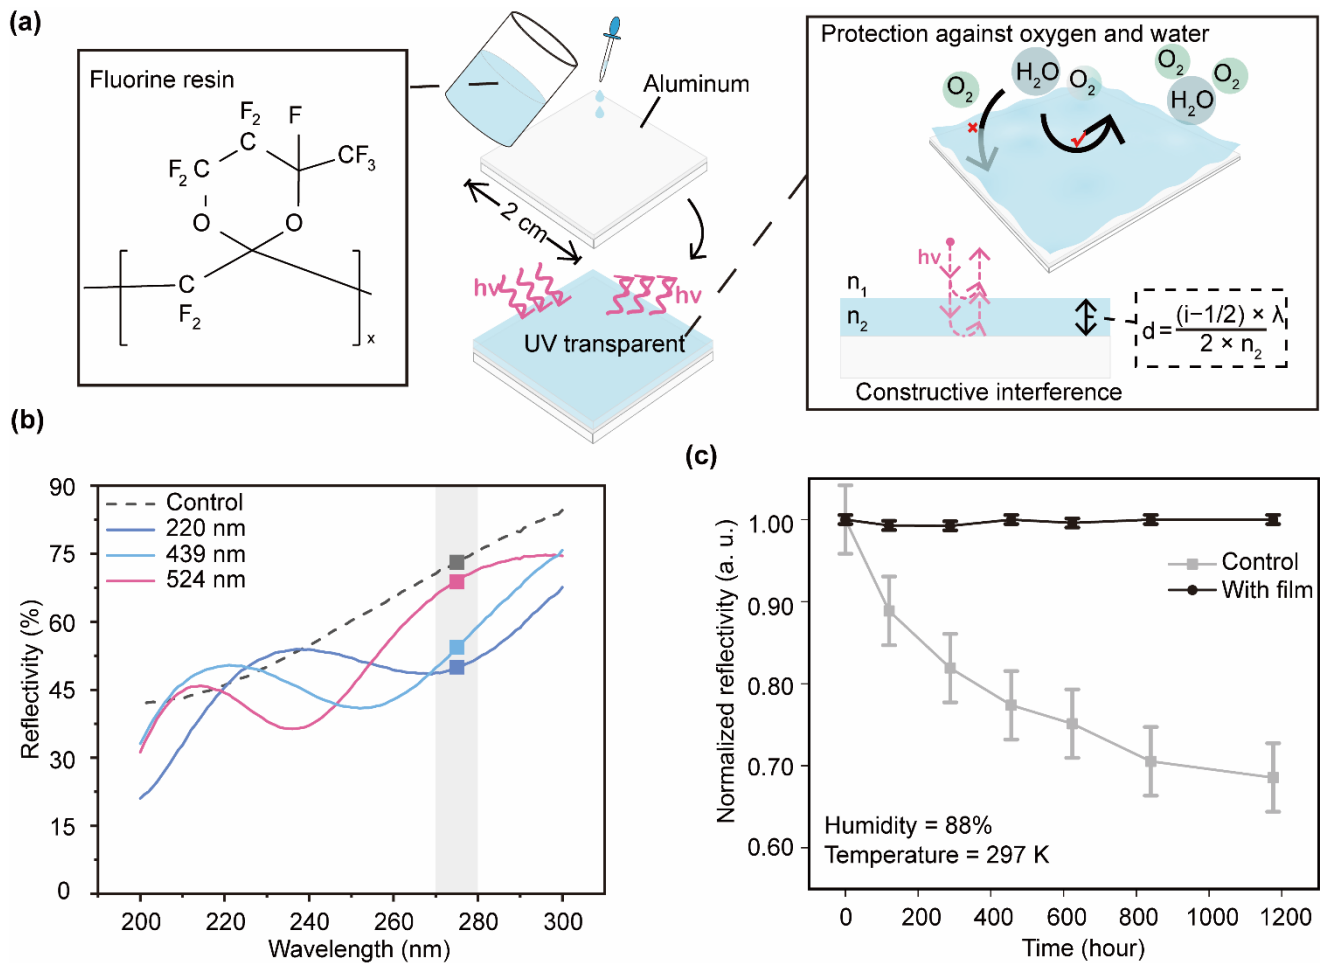 (a)
Fluorine resin
F2
F
C
F2
C
CF3
O
O
C
F2
x
Aluminum
2 cm
hv
hv
UV transparent
Protection against oxygen and water
O2
H2O
O2
O2
H2O
O2
hv
n1
n2
d = (i−1/2) × λ
2 × n2
Constructive interference
(b)
Reflectivity (%)
90
75
60
45
30
15
0
Control
220 nm
439 nm
524 nm
200
220
240
260
280
300
Wavelength (nm)
(c)
Normalized reflectivity (a. u.)
1.00
0.90
0.80
0.70
0.60
Control
With film
Humidity = 88%
Temperature = 297 K
0
200
400
600
800
1000
1200
Time (hour)